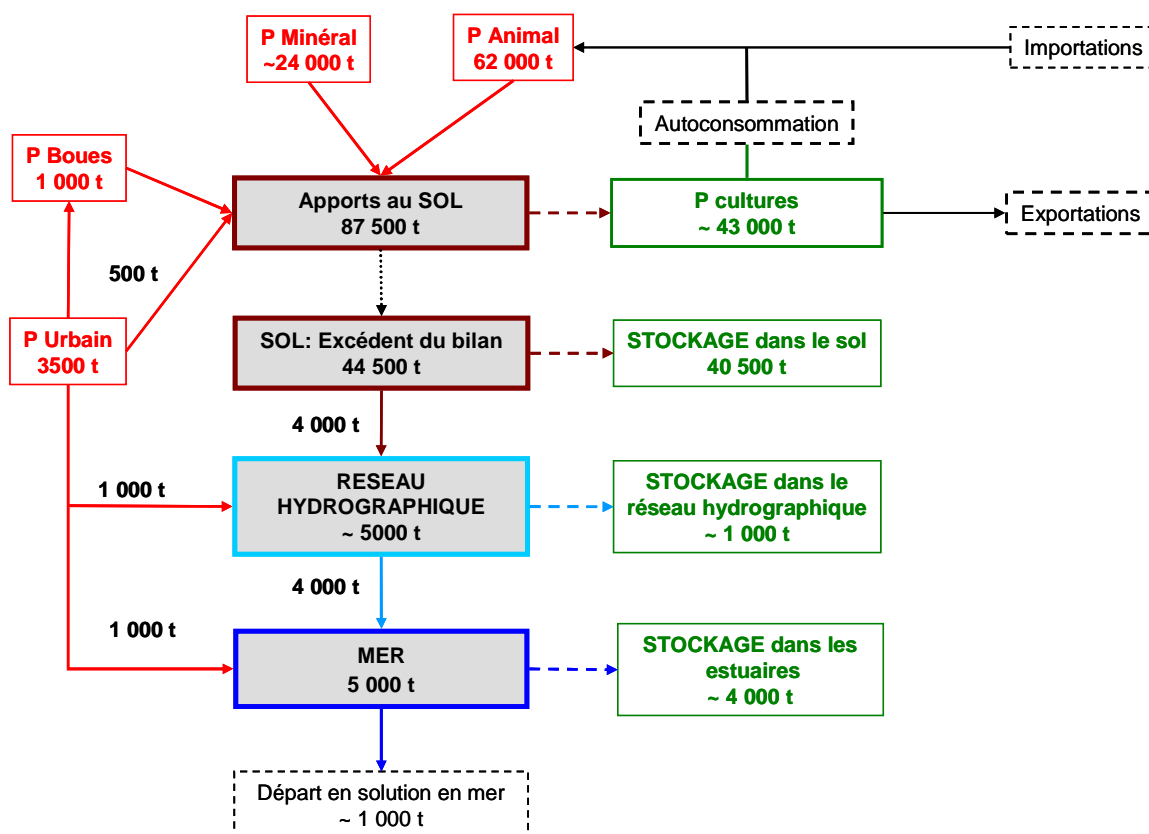 P Minéral
~24 000 t
P Animal
62 000 t
Importations
Autoconsommation
P Boues
1 000 t
Apports au SOL
87 500 t
P cultures
~ 43 000 t
Exportations
500 t
P Urbain
3500 t
SOL: Excédent du bilan
44 500 t
STOCKAGE dans le sol
40 500 t
4 000 t
1 000 t
RESEAU
HYDROGRAPHIQUE
~ 5000 t
STOCKAGE dans le
réseau hydrographique
~ 1 000 t
4 000 t
1 000 t
MER
5 000 t
STOCKAGE dans les
estuaires
~ 4 000 t
Départ en solution en mer
~ 1 000 t